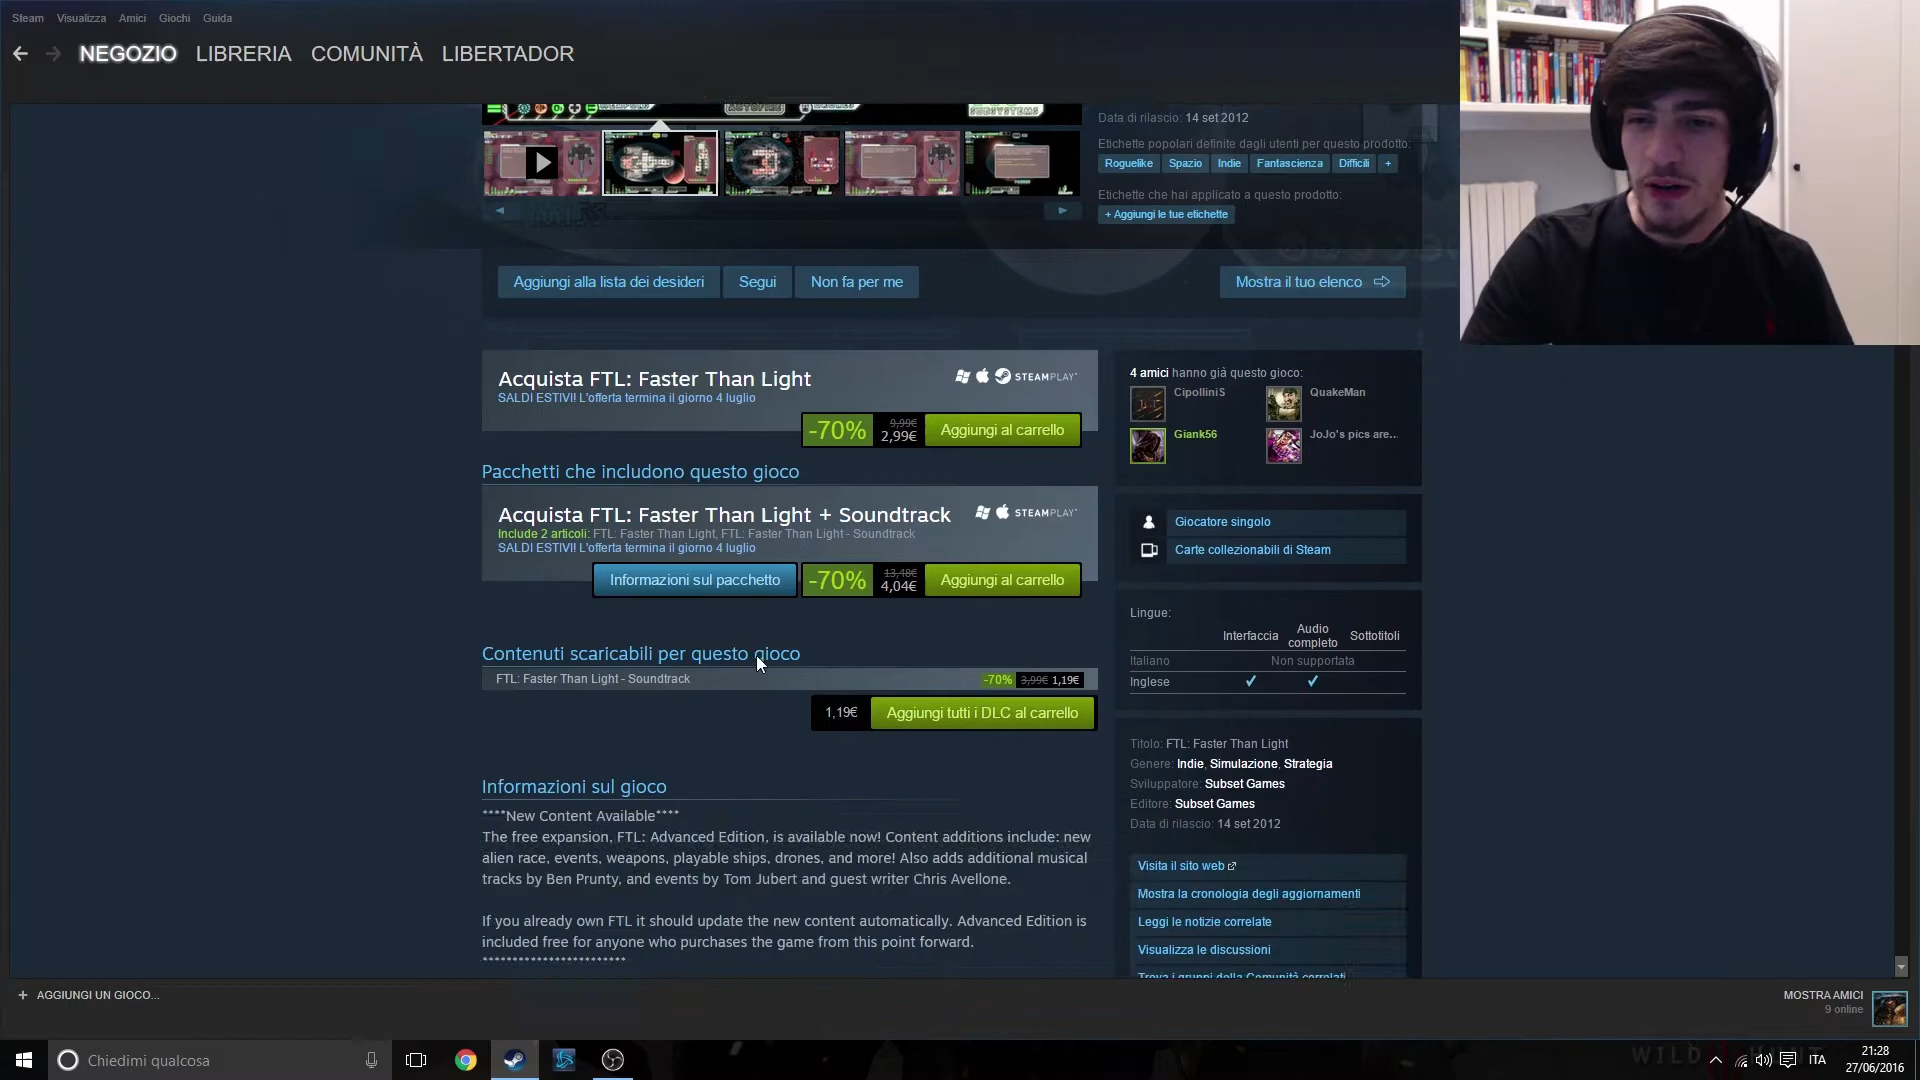 Steam Visualizza Amici Giochi Guida
NEGOZIO LIBRERIA COMUNITÀ LIBERTADOR
AUTOFIRE
SUBSYSTEMS
Data di rilascio: 14 set 2012
Etichette popolari definite dagli utenti per questo prodotto:
Roguelike Spazio Indie Fantascienza Difficili +
Etichette che hai applicato a questo prodotto:
+ Aggiungi le tue etichette
Aggiungi alla lista dei desideri Segui Non fa per me Mostra il tuo elenco
Acquista FTL: Faster Than Light STEAMPLAY
SALDI ESTIVI! L'offerta termina il giorno 4 luglio
-70% 9,99€ 2,99€ Aggiungi al carrello
Pacchetti che includono questo gioco
Acquista FTL: Faster Than Light + Soundtrack STEAMPLAY
Include 2 articoli: FTL: Faster Than Light, FTL: Faster Than Light - Soundtrack
SALDI ESTIVI! L'offerta termina il giorno 4 luglio
Informazioni sul pacchetto -70% 13,48€ 4,04€ Aggiungi al carrello
Contenuti scaricabili per questo gioco
FTL: Faster Than Light - Soundtrack -70% 3,99€ 1,19€
1,19€ Aggiungi tutti i DLC al carrello
Informazioni sul gioco
****New Content Available****
The free expansion, FTL: Advanced Edition, is available now! Content additions include: new
alien race, events, weapons, playable ships, drones, and more! Also adds additional musical
tracks by Ben Prunty, and events by Tom Jubert and guest writer Chris Avellone.
If you already own FTL it should update the new content automatically. Advanced Edition is
included free for anyone who purchases the game from this point forward.
************************
4 amici hanno già questo gioco:
CipolliniS QuakeMan
Giank56 JoJo's pics are...
Giocatore singolo
Carte collezionabili di Steam
Lingue:
Interfaccia Audio completo Sottotitoli
Italiano Non supportata
Inglese ✓ ✓
Titolo: FTL: Faster Than Light
Genere: Indie, Simulazione, Strategia
Sviluppatore: Subset Games
Editore: Subset Games
Data di rilascio: 14 set 2012
Visita il sito web
Mostra la cronologia degli aggiornamenti
Leggi le notizie correlate
Visualizza le discussioni
Trova i gruppi della Comunità correlati
+ AGGIUNGI UN GIOCO...
MOSTRA AMICI
9 online
Chiedimi qualcosa
WILD HUNT
ITA
21:28
27/06/2016